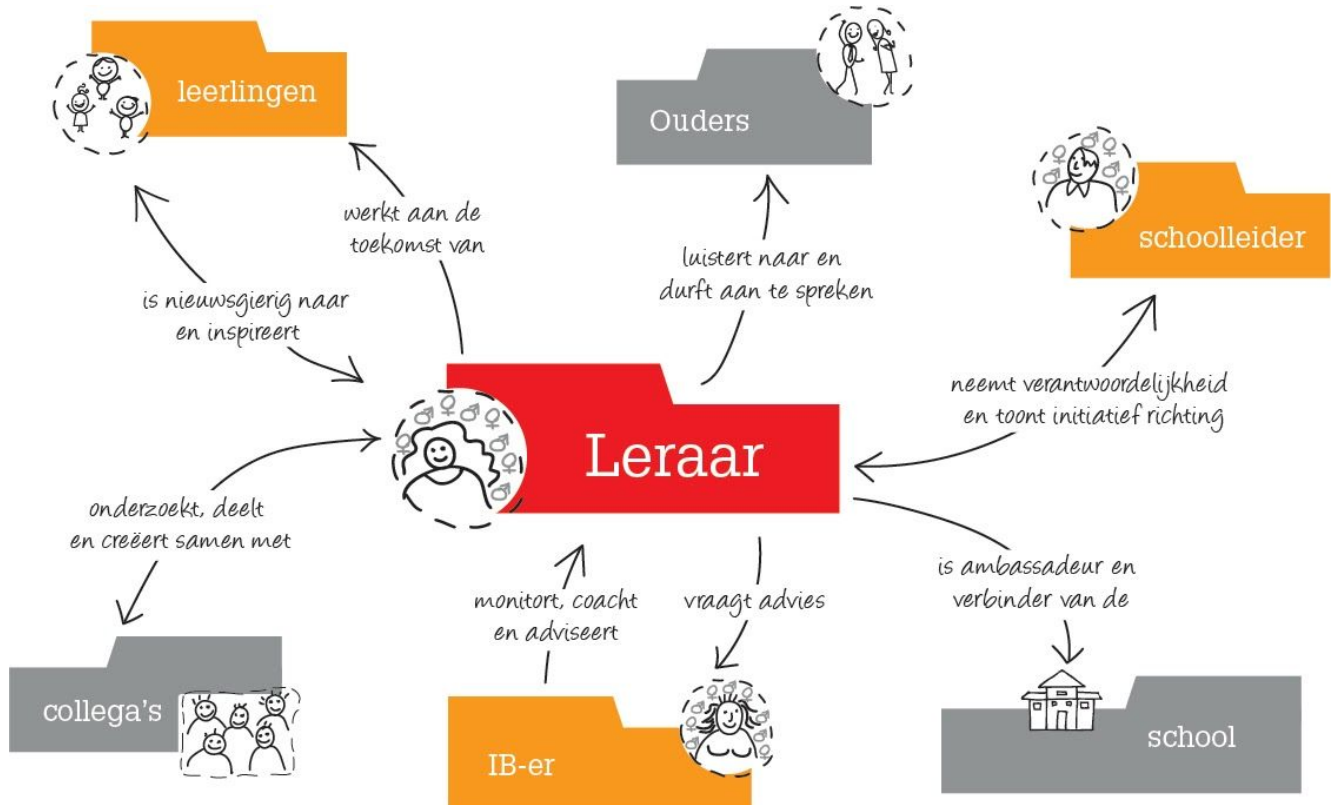 leerlingen
Ouders
schoolleider
werkt aan de
toekomst van
luistert naar en
durft aan te spreken
is nieuwsgierig naar
en inspireert
neemt verantwoordelijkheid
en toont initiatief richting
Leraar
onderzoekt, deelt
en creëert samen met
monitort, coacht
en adviseert
vraagt advies
is ambassadeur en
verbinder van de
collega's
IB-er
school